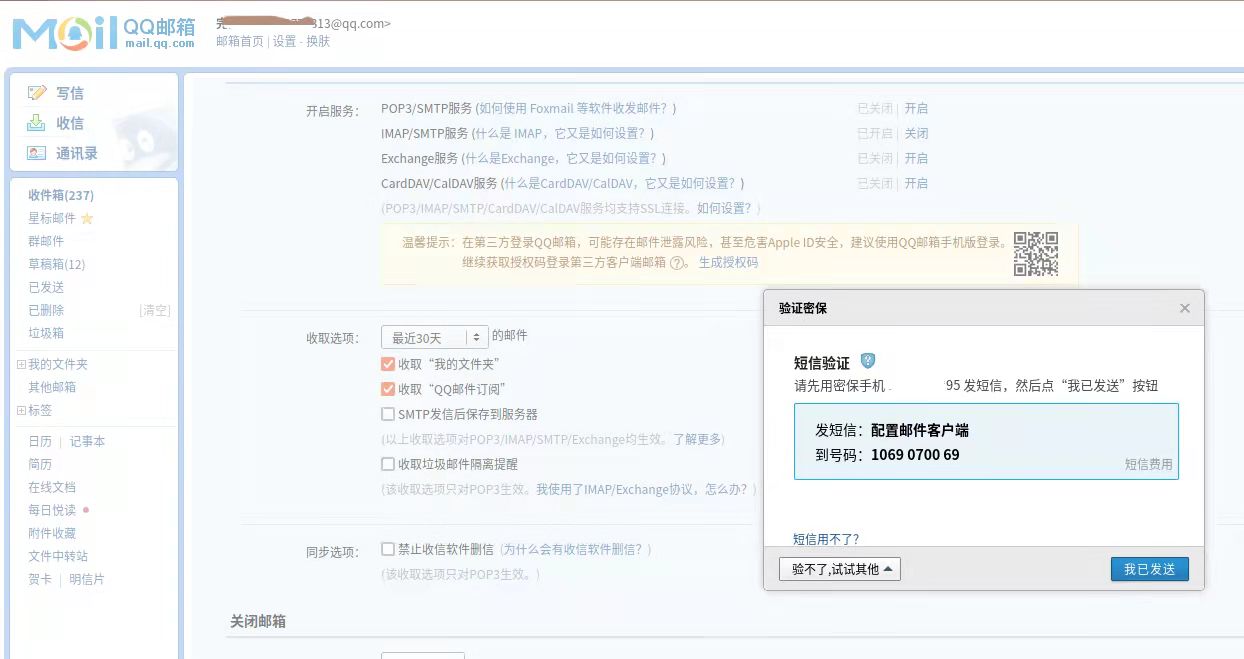 Mail QQ邮箱
mail.qq.com
313@qq.com>
邮箱首页 | 设置 - 换肤
写信
收信
通讯录
收件箱(237)
星标邮件
群邮件
草稿箱(12)
已发送
已删除 [清空]
垃圾箱
我的文件夹
其他邮箱
标签
日历 | 记事本
简历
在线文档
每日悦读
附件收藏
文件中转站
贺卡 | 明信片
开启服务： POP3/SMTP服务 (如何使用 Foxmail 等软件收发邮件？) 已关闭 | 开启
IMAP/SMTP服务 (什么是 IMAP，它又是如何设置？) 已开启 | 关闭
Exchange服务 (什么是Exchange，它又是如何设置？) 已关闭 | 开启
CardDAV/CalDAV服务 (什么是CardDAV/CalDAV，它又是如何设置？) 已关闭 | 开启
(POP3/IMAP/SMTP/CardDAV/CalDAV服务均支持SSL连接。如何设置？)
温馨提示：在第三方登录QQ邮箱，可能存在邮件泄露风险，甚至危害Apple ID安全，建议使用QQ邮箱手机版登录。
继续获取授权码登录第三方客户端邮箱 ?。 生成授权码
收取选项： 最近30天 的邮件
收取“我的文件夹”
收取“QQ邮件订阅”
SMTP发信后保存到服务器
(以上收取选项对POP3/IMAP/SMTP/Exchange均生效。了解更多)
收取垃圾邮件隔离提醒
(该收取选项只对POP3生效。我使用了IMAP/Exchange协议，怎么办？)
同步选项： 禁止收信软件删信 (为什么会有收信软件删信？)
(该收取选项只对POP3生效。)
关闭邮箱
验证密保 ×
短信验证 ?
请先用密保手机 95 发短信，然后点“我已发送”按钮
发短信：配置邮件客户端
到号码：1069 0700 69
短信费用
短信用不了？
验不了,试试其他 我已发送